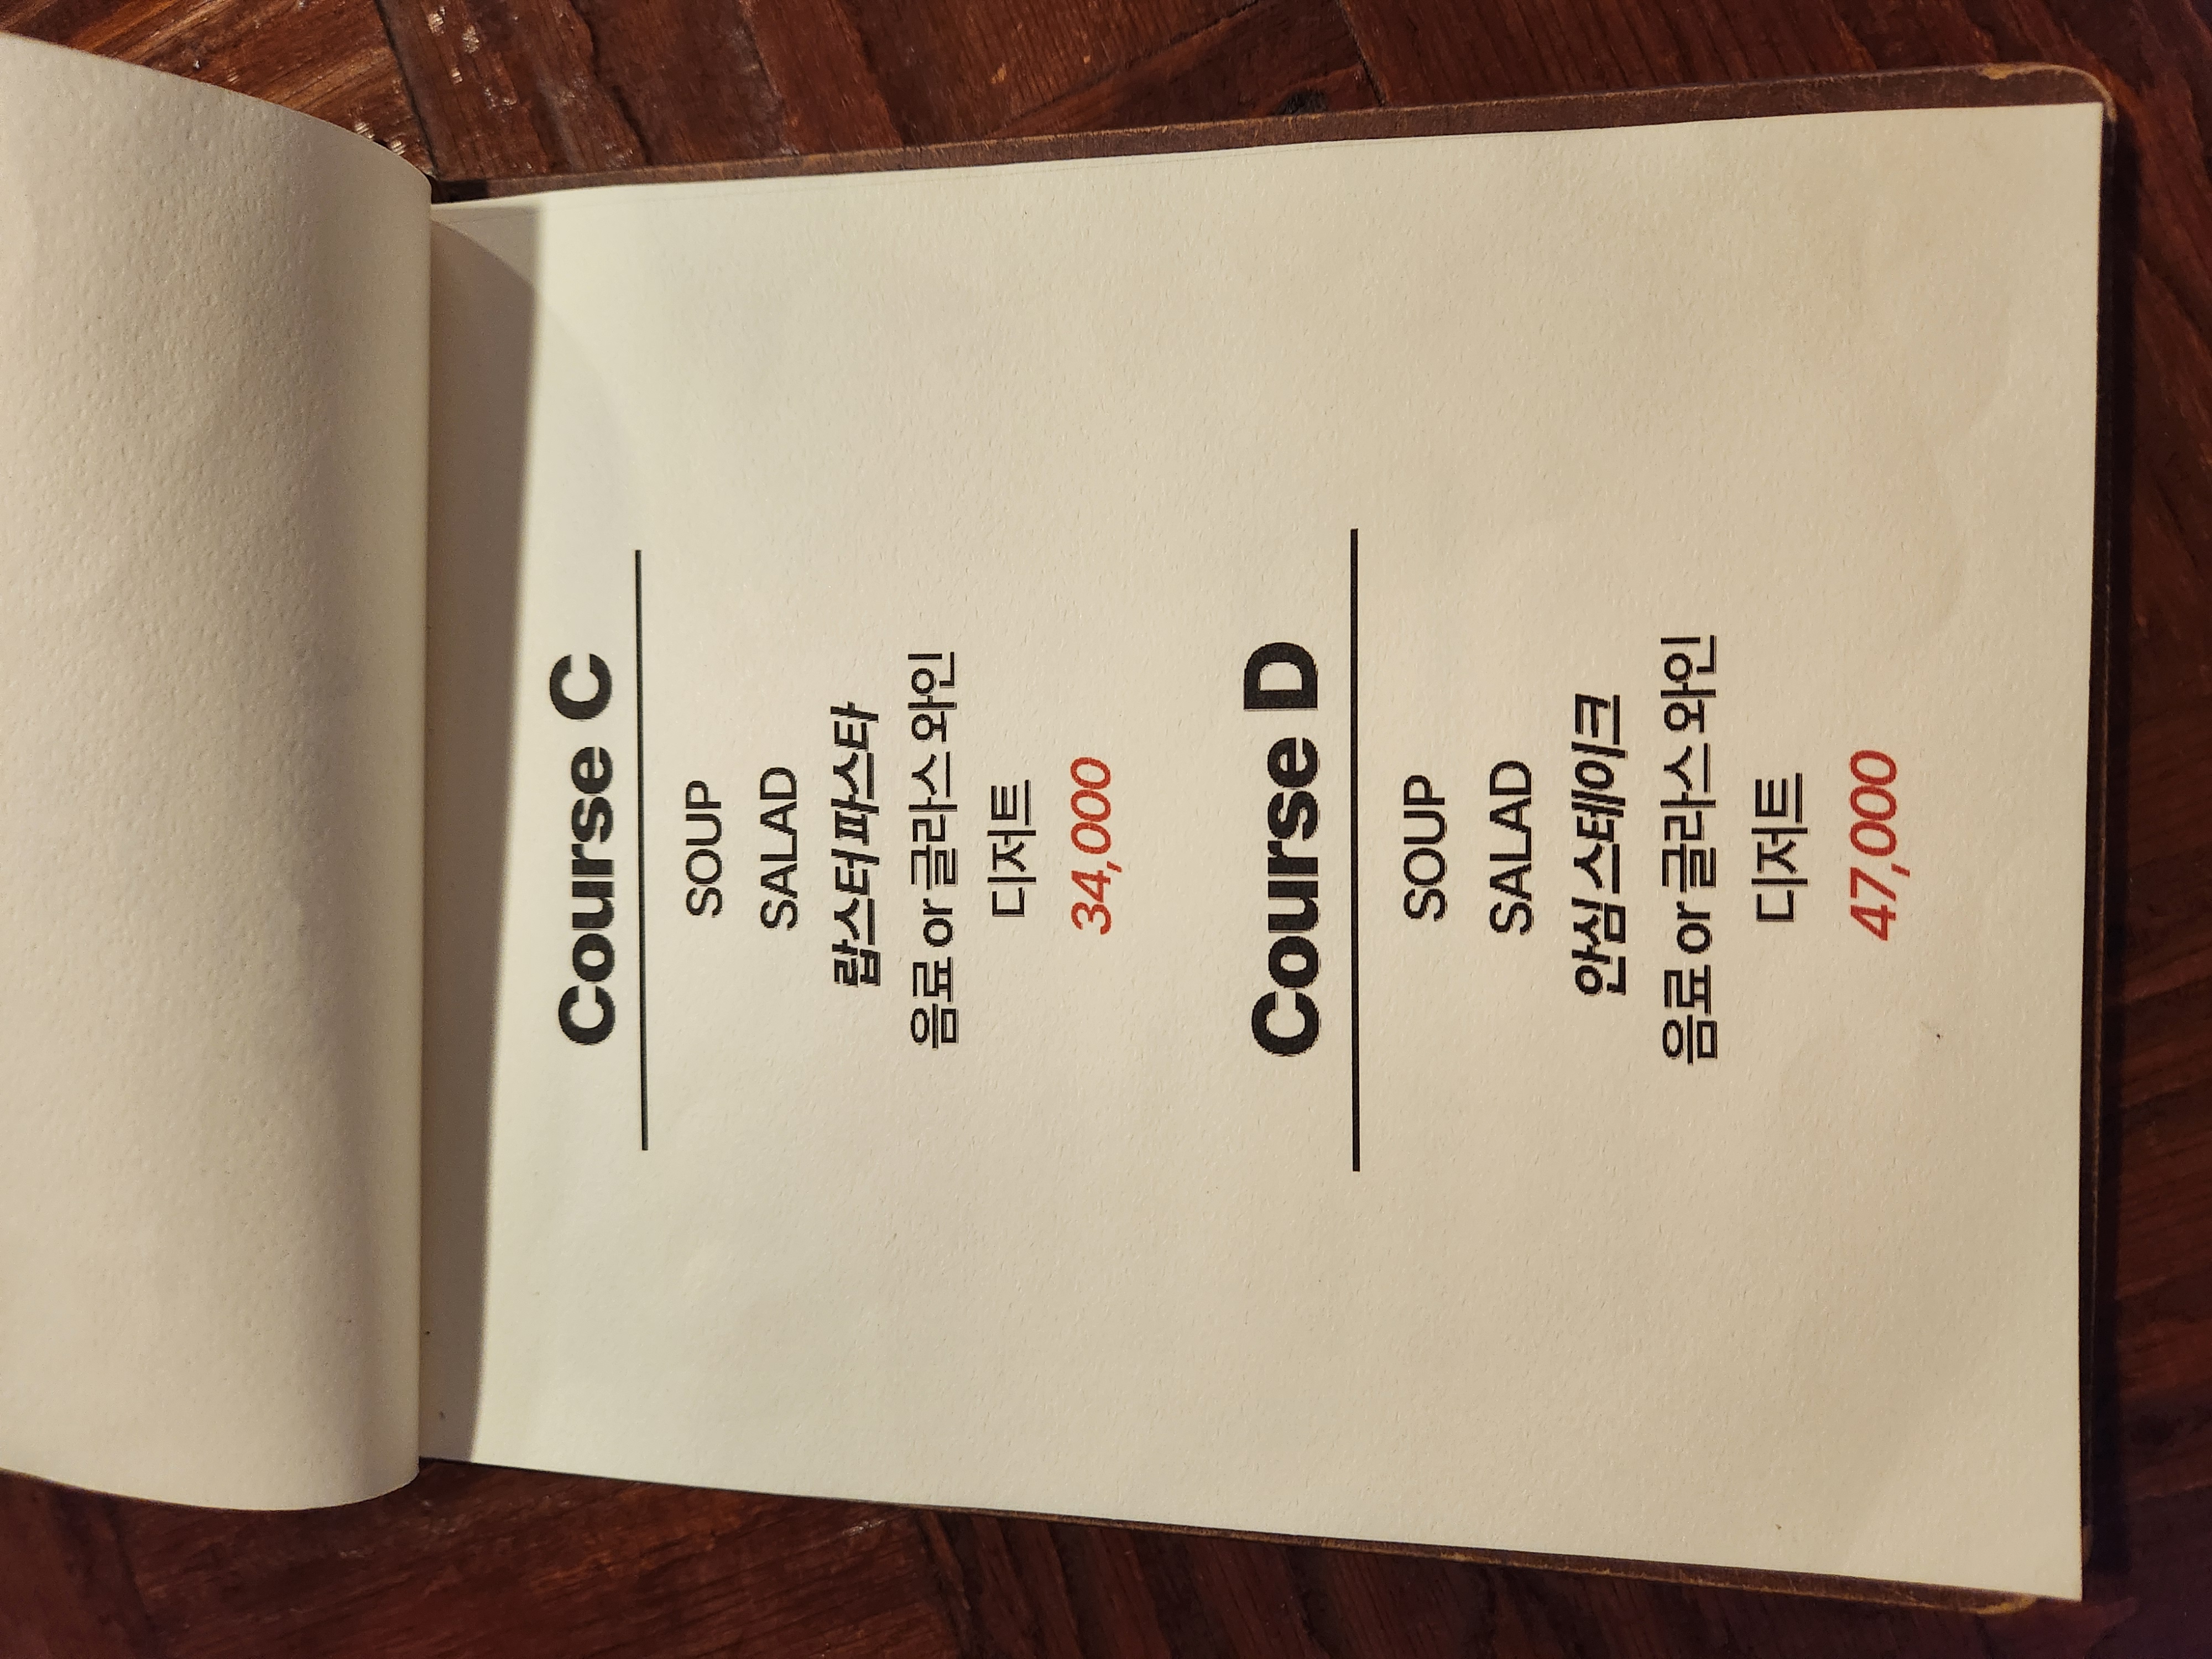 Course C
SOUP
SALAD
랍스터 파스타
음료 or 글라스 와인
디저트
34,000
Course D
SOUP
SALAD
안심 스테이크
음료 or 글라스 와인
디저트
47,000